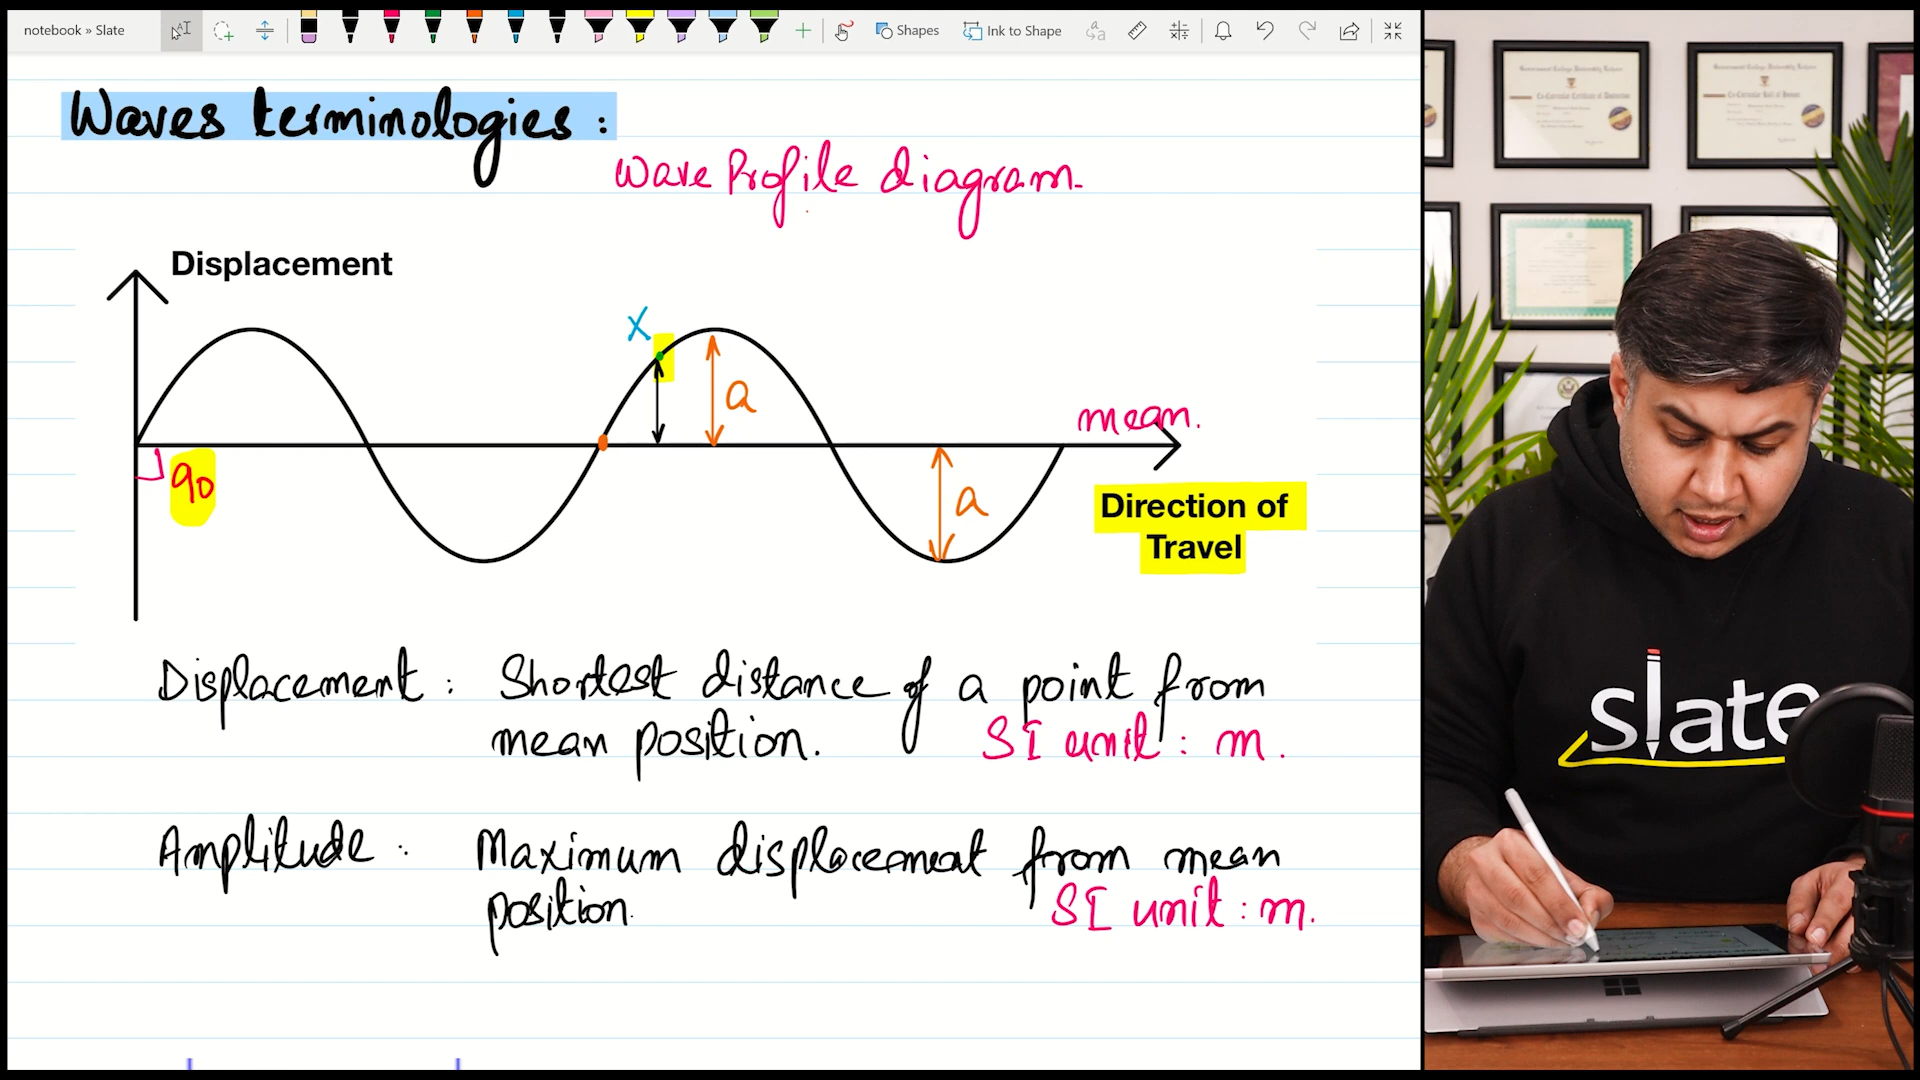 notebook » Slate
Shapes
Ink to Shape
Waves terminologies :
Wave Profile diagram.
Displacement
x
a
mean.
90
a
Direction of
Travel
Displacement : Shortest distance of a point from
mean position. SI unit : m.
Amplitude : Maximum displacement from mean
position. SI unit : m.
slate